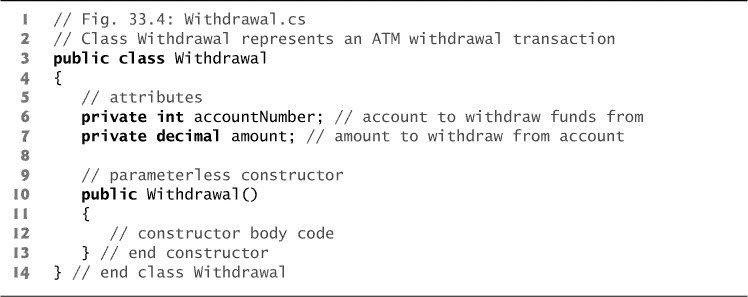 1 // Fig. 33.4: Withdrawal.cs
2 // Class Withdrawal represents an ATM withdrawal transaction
3 public class Withdrawal
4 {
5 // attributes
6 private int accountNumber; // account to withdraw funds from
7 private decimal amount; // amount to withdraw from account
8
9 // parameterless constructor
10 public Withdrawal()
11 {
12 // constructor body code
13 } // end constructor
14 } // end class Withdrawal